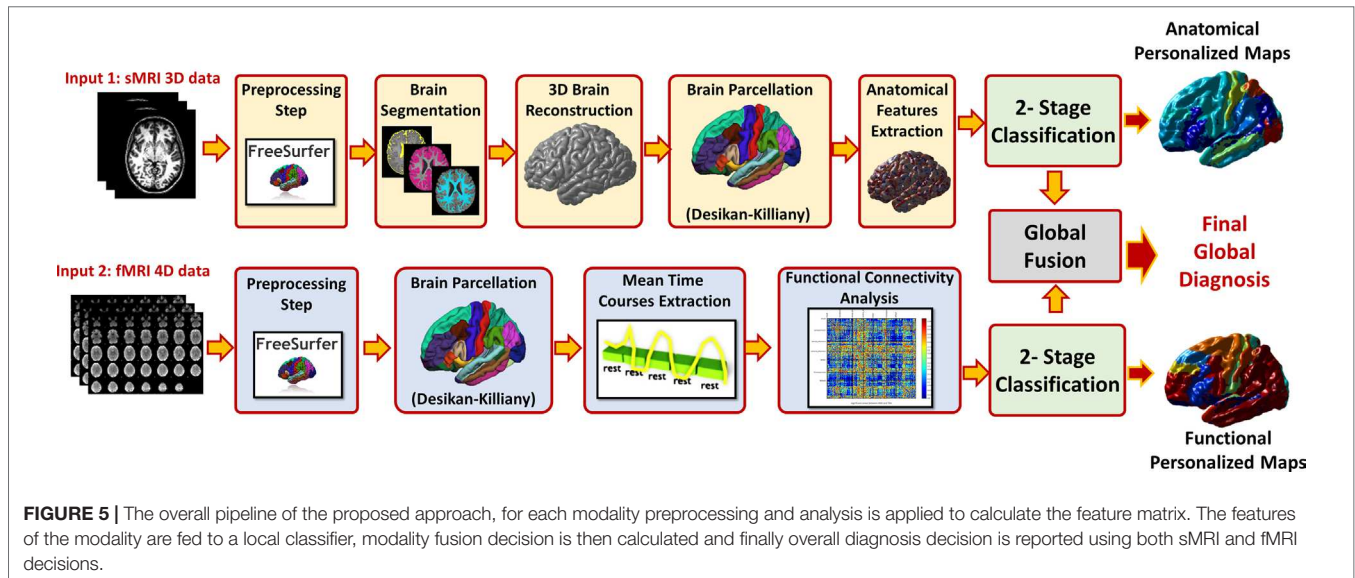 Anatomical
Personalized Maps
Input 1: sMRI 3D data
Preprocessing
Step
FreeSurfer
Brain
Segmentation
3D Brain
Reconstruction
Brain Parcellation
(Desikan-Killiany)
Anatomical
Features
Extraction
2- Stage
Classification
Global
Fusion
Final
Global
Diagnosis
Input 2: fMRI 4D data
Preprocessing
Step
FreeSurfer
Brain Parcellation
(Desikan-Killiany)
Mean Time
Courses Extraction
rest
rest
rest
rest
rest
Functional Connectivity
Analysis
2- Stage
Classification
Functional
Personalized Maps
FIGURE 5 | The overall pipeline of the proposed approach, for each modality preprocessing and analysis is applied to calculate the feature matrix. The features
of the modality are fed to a local classifier, modality fusion decision is then calculated and finally overall diagnosis decision is reported using both sMRI and fMRI
decisions.